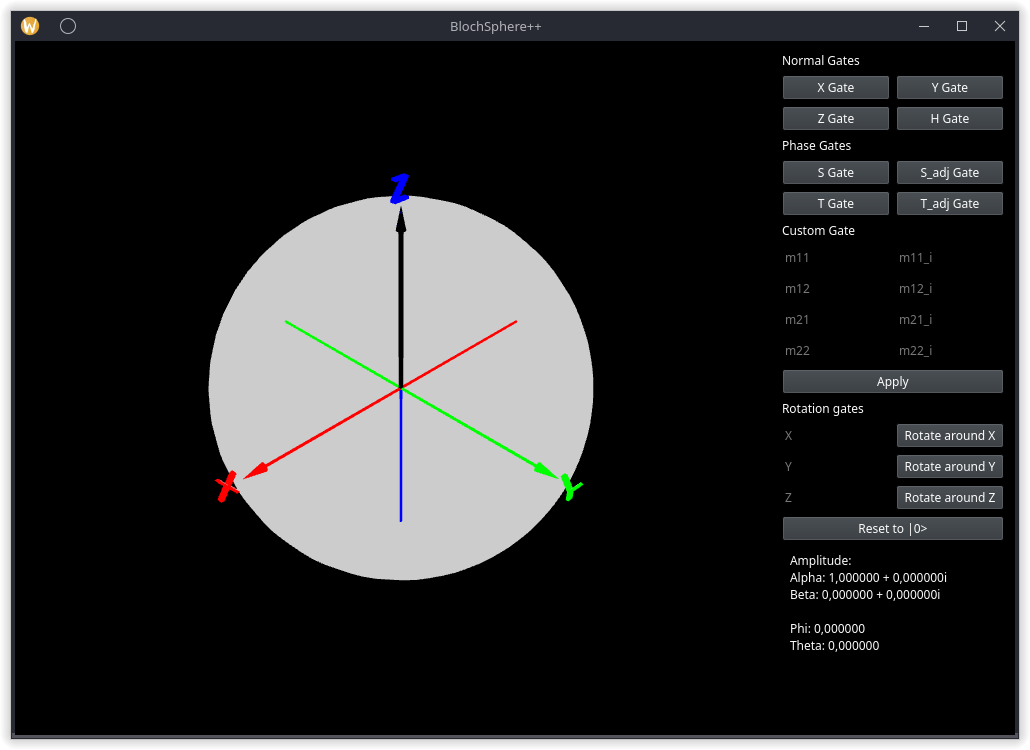 BlochSphere++
Z
X
Y
Normal Gates
X Gate Y Gate
Z Gate H Gate
Phase Gates
S Gate S_adj Gate
T Gate T_adj Gate
Custom Gate
m11 m11_i
m12 m12_i
m21 m21_i
m22 m22_i
Apply
Rotation gates
X Rotate around X
Y Rotate around Y
Z Rotate around Z
Reset to |0>
Amplitude:
Alpha: 1,000000 + 0,000000i
Beta: 0,000000 + 0,000000i
Phi: 0,000000
Theta: 0,000000